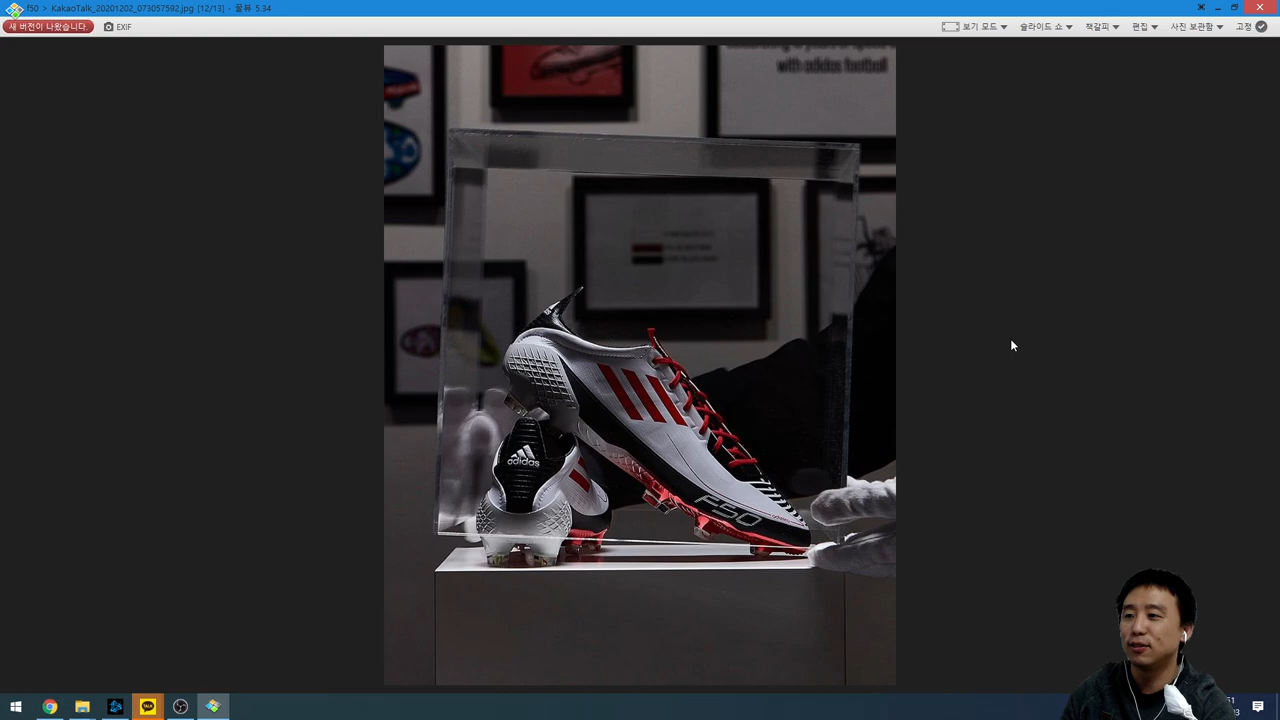 f50 > KakaoTalk_20201202_073057592.jpg [12/13] - 꿀뷰 5.34
새 버전이 나왔습니다.
EXIF
보기 모드
슬라이드 쇼
책갈피
편집
사진 보관함
고정
with adidas football
adidas
F50
TALK